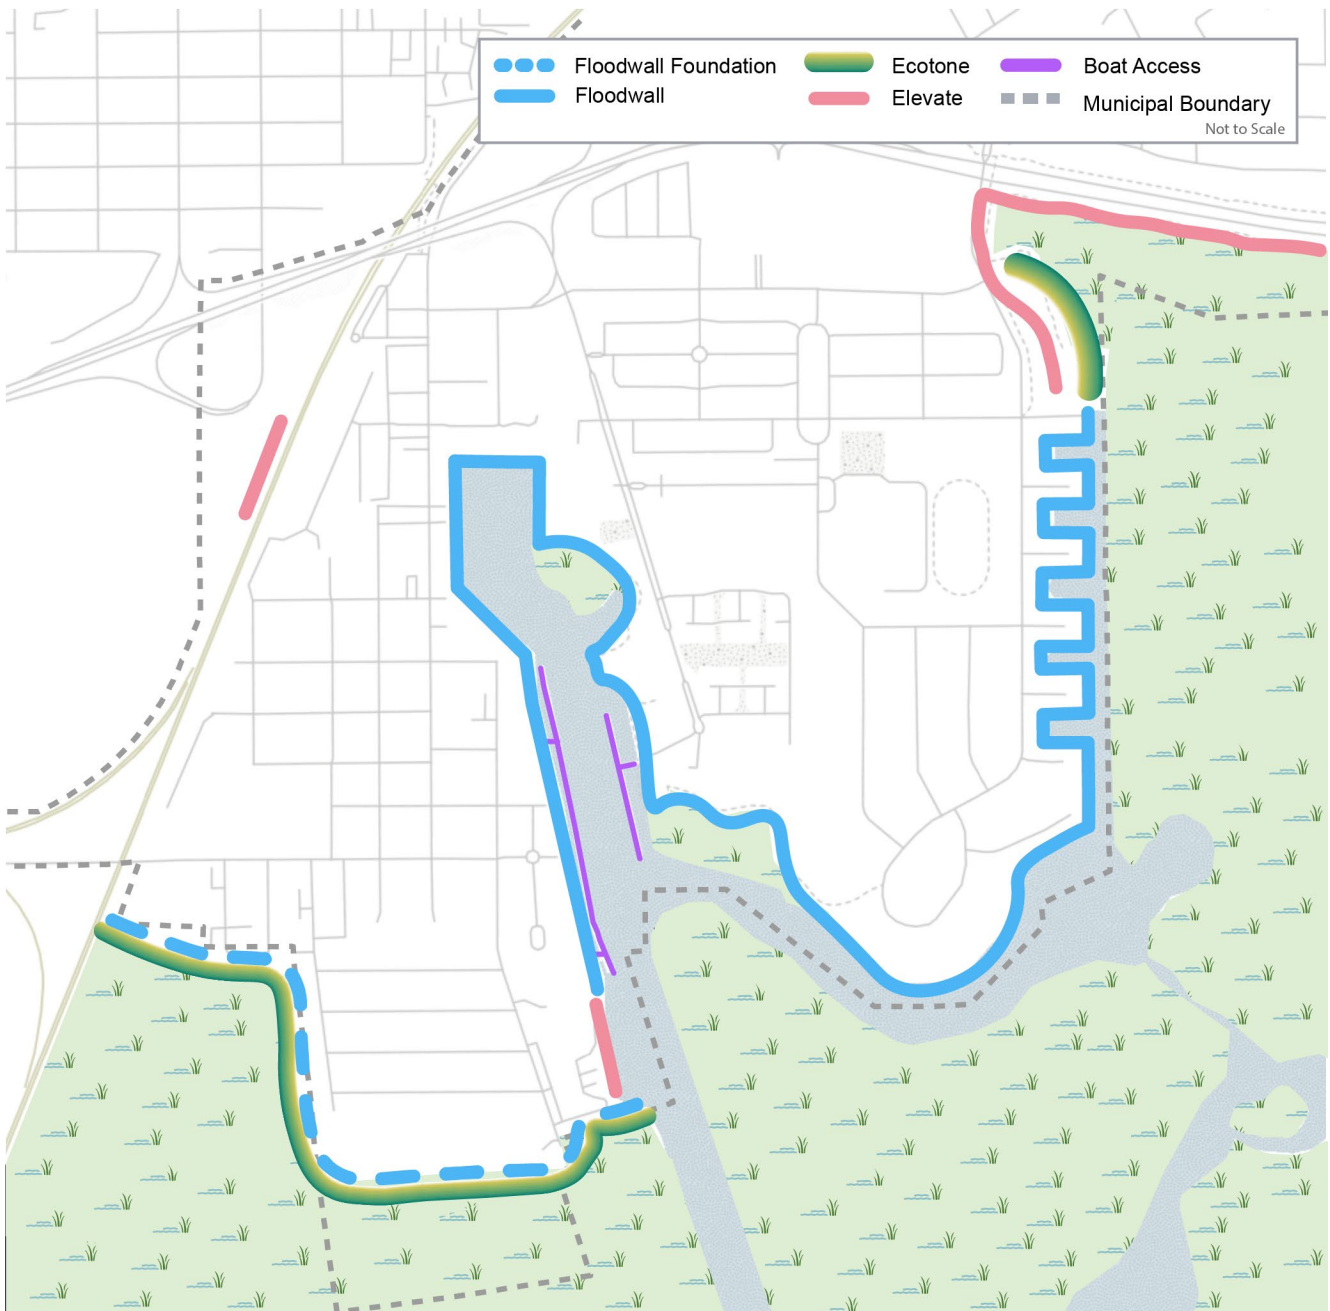 Floodwall Foundation
Ecotone
Boat Access
Floodwall
Elevate
Municipal Boundary
Not to Scale